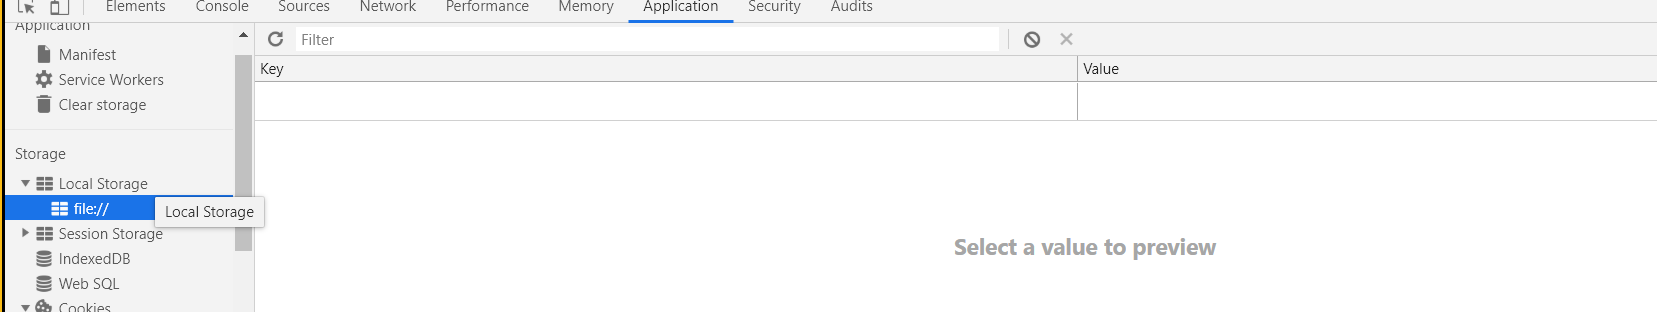 Elements Console Sources Network Performance Memory Application Security Audits
Application
Manifest
Service Workers
Clear storage
Storage
Local Storage
file://
Local Storage
Session Storage
IndexedDB
Web SQL
Cookies
Filter
Key Value
Select a value to preview